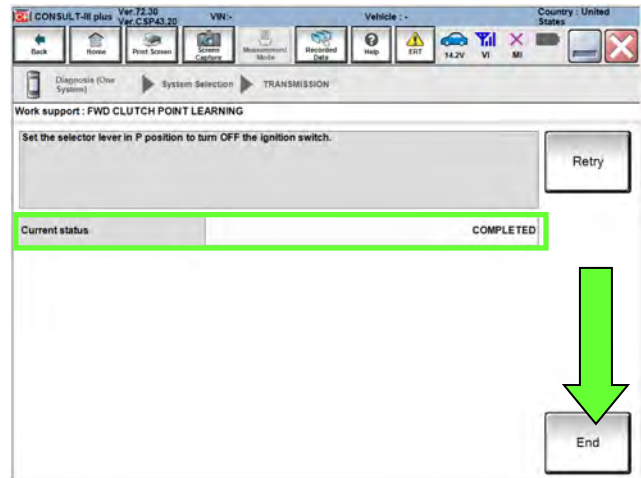 CONSULT-III plus Ver.72.30 VIN:- Vehicle : - Country : United
Ver.CSP43.20 States
Back Home Print Screen Screen Capture Measurement Mode Recorded Data Help ERT 14.2V VI MI
Diagnosis (One System) System Selection TRANSMISSION
Work support : FWD CLUTCH POINT LEARNING
Set the selector lever in P position to turn OFF the ignition switch.
Retry
Current status COMPLETED
End